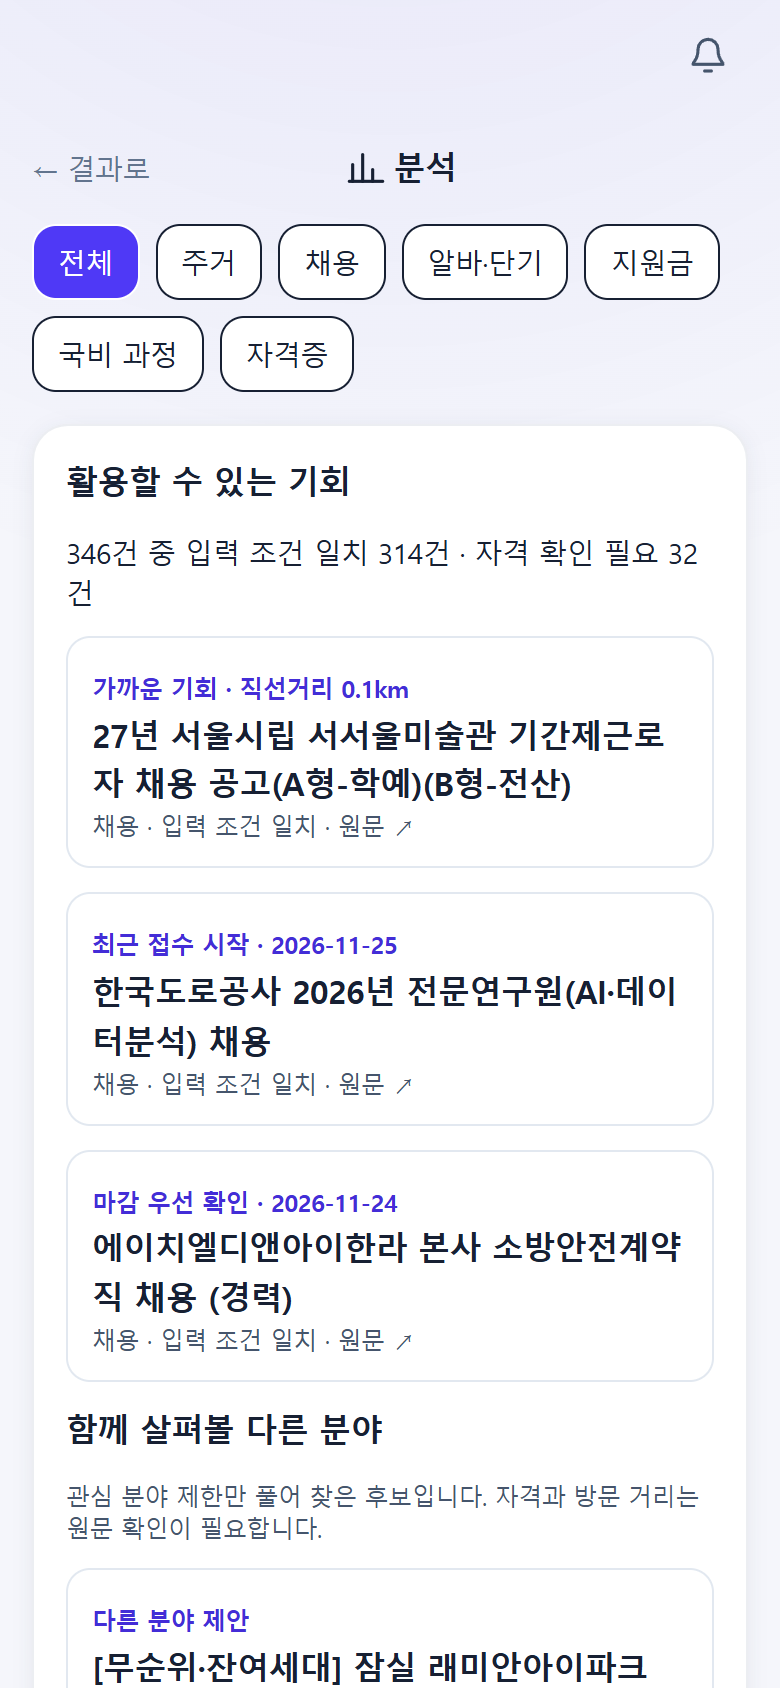 ← 결과로
분석
전체
주거
채용
알바·단기
지원금
국비 과정
자격증
활용할 수 있는 기회
346건 중 입력 조건 일치 314건 · 자격 확인 필요 32
건
가까운 기회 · 직선거리 0.1km
27년 서울시립 서서울미술관 기간제근로
자 채용 공고(A형-학예)(B형-전산)
채용 · 입력 조건 일치 · 원문 ↗
최근 접수 시작 · 2026-11-25
한국도로공사 2026년 전문연구원(AI·데이
터분석) 채용
채용 · 입력 조건 일치 · 원문 ↗
마감 우선 확인 · 2026-11-24
에이치엘디앤아이한라 본사 소방안전계약
직 채용 (경력)
채용 · 입력 조건 일치 · 원문 ↗
함께 살펴볼 다른 분야
관심 분야 제한만 풀어 찾은 후보입니다. 자격과 방문 거리는
원문 확인이 필요합니다.
다른 분야 제안
[무순위·잔여세대] 잠실 래미안아이파크